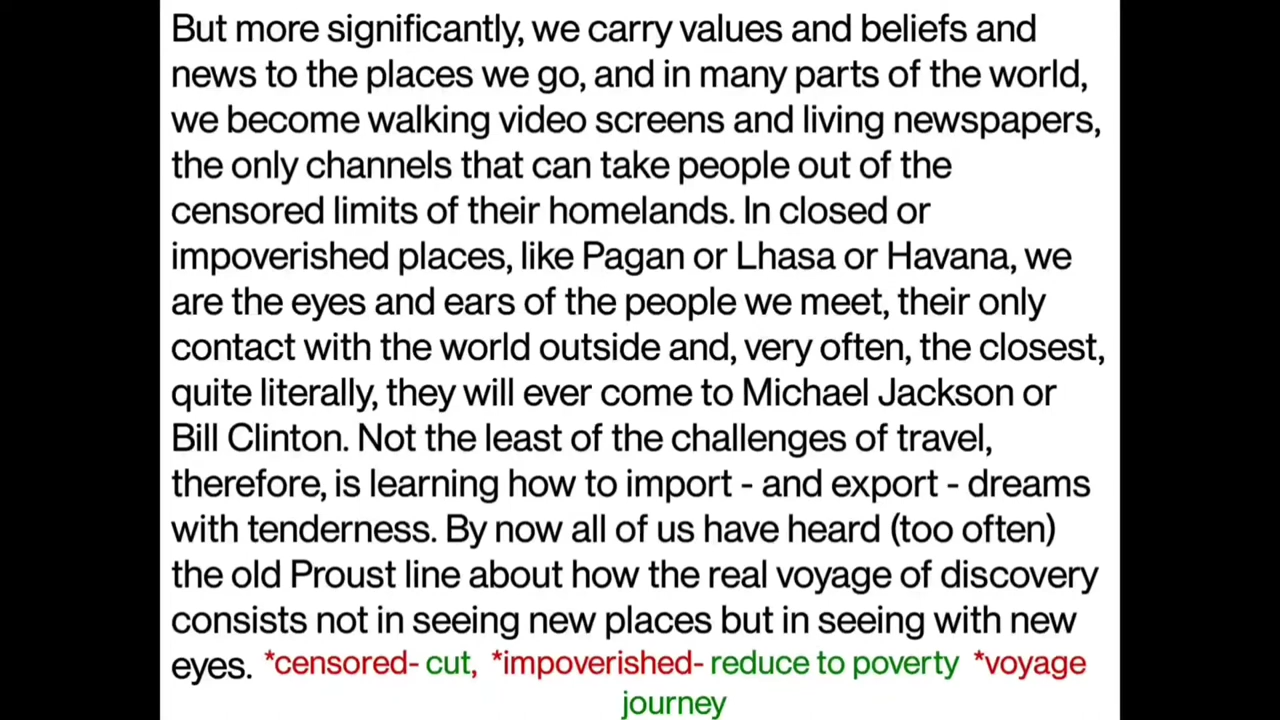 But more significantly, we carry values and beliefs and
news to the places we go, and in many parts of the world,
we become walking video screens and living newspapers,
the only channels that can take people out of the
censored limits of their homelands. In closed or
impoverished places, like Pagan or Lhasa or Havana, we
are the eyes and ears of the people we meet, their only
contact with the world outside and, very often, the closest,
quite literally, they will ever come to Michael Jackson or
Bill Clinton. Not the least of the challenges of travel,
therefore, is learning how to import - and export - dreams
with tenderness. By now all of us have heard (too often)
the old Proust line about how the real voyage of discovery
consists not in seeing new places but in seeing with new
eyes. *censored- cut, *impoverished- reduce to poverty *voyage
journey